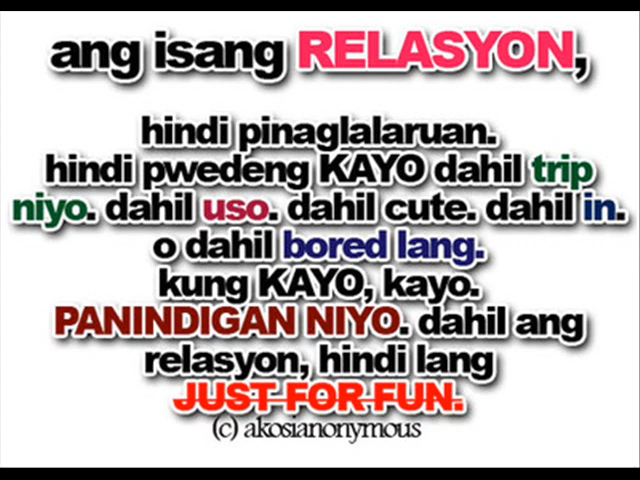 ang isang RELASYON,
hindi pinaglalaruan.
hindi pwedeng KAYO dahil trip
niyo. dahil uso. dahil cute. dahil in.
o dahil bored lang.
kung KAYO, kayo.
PANINDIGAN NIYO. dahil ang
relasyon, hindi lang
JUST FOR FUN.
(c) akosianonymous